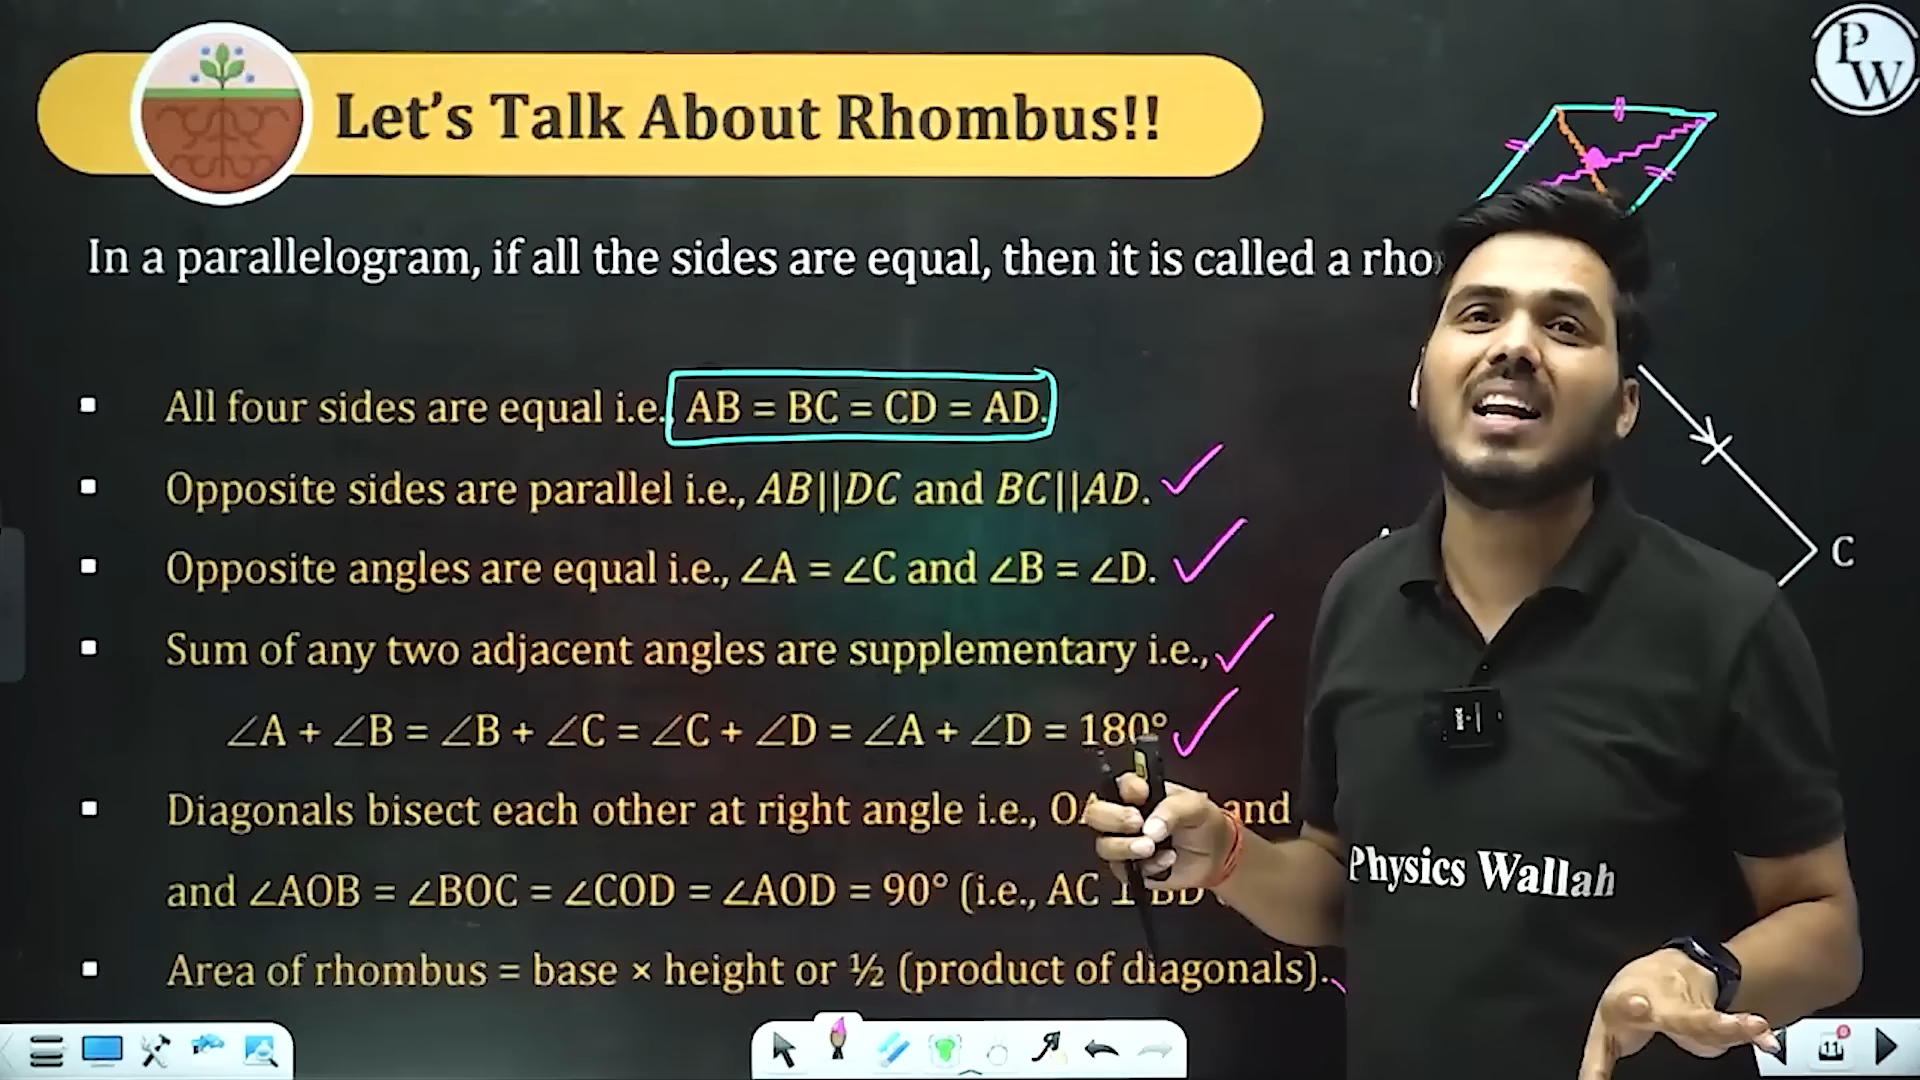 PW
Let's Talk About Rhombus!!
In a parallelogram, if all the sides are equal, then it is called a
All four sides are equal i.e., AB = BC = CD = AD.
Opposite sides are parallel i.e., AB||DC and BC||AD.
Opposite angles are equal i.e., ∠A = ∠C and ∠B = ∠D.
C
Sum of any two adjacent angles are supplementary i.e.,
∠A + ∠B = ∠B + ∠C = ∠C + ∠D = ∠A + ∠D = 180°
Diagonals bisect each other at right angle i.e., and
and ∠AOB = ∠BOC = ∠COD = ∠AOD = 90° (i.e., AC ⊥ BD
Physics Wallah
Area of rhombus = base × height or ½ (product of diagonals).
11